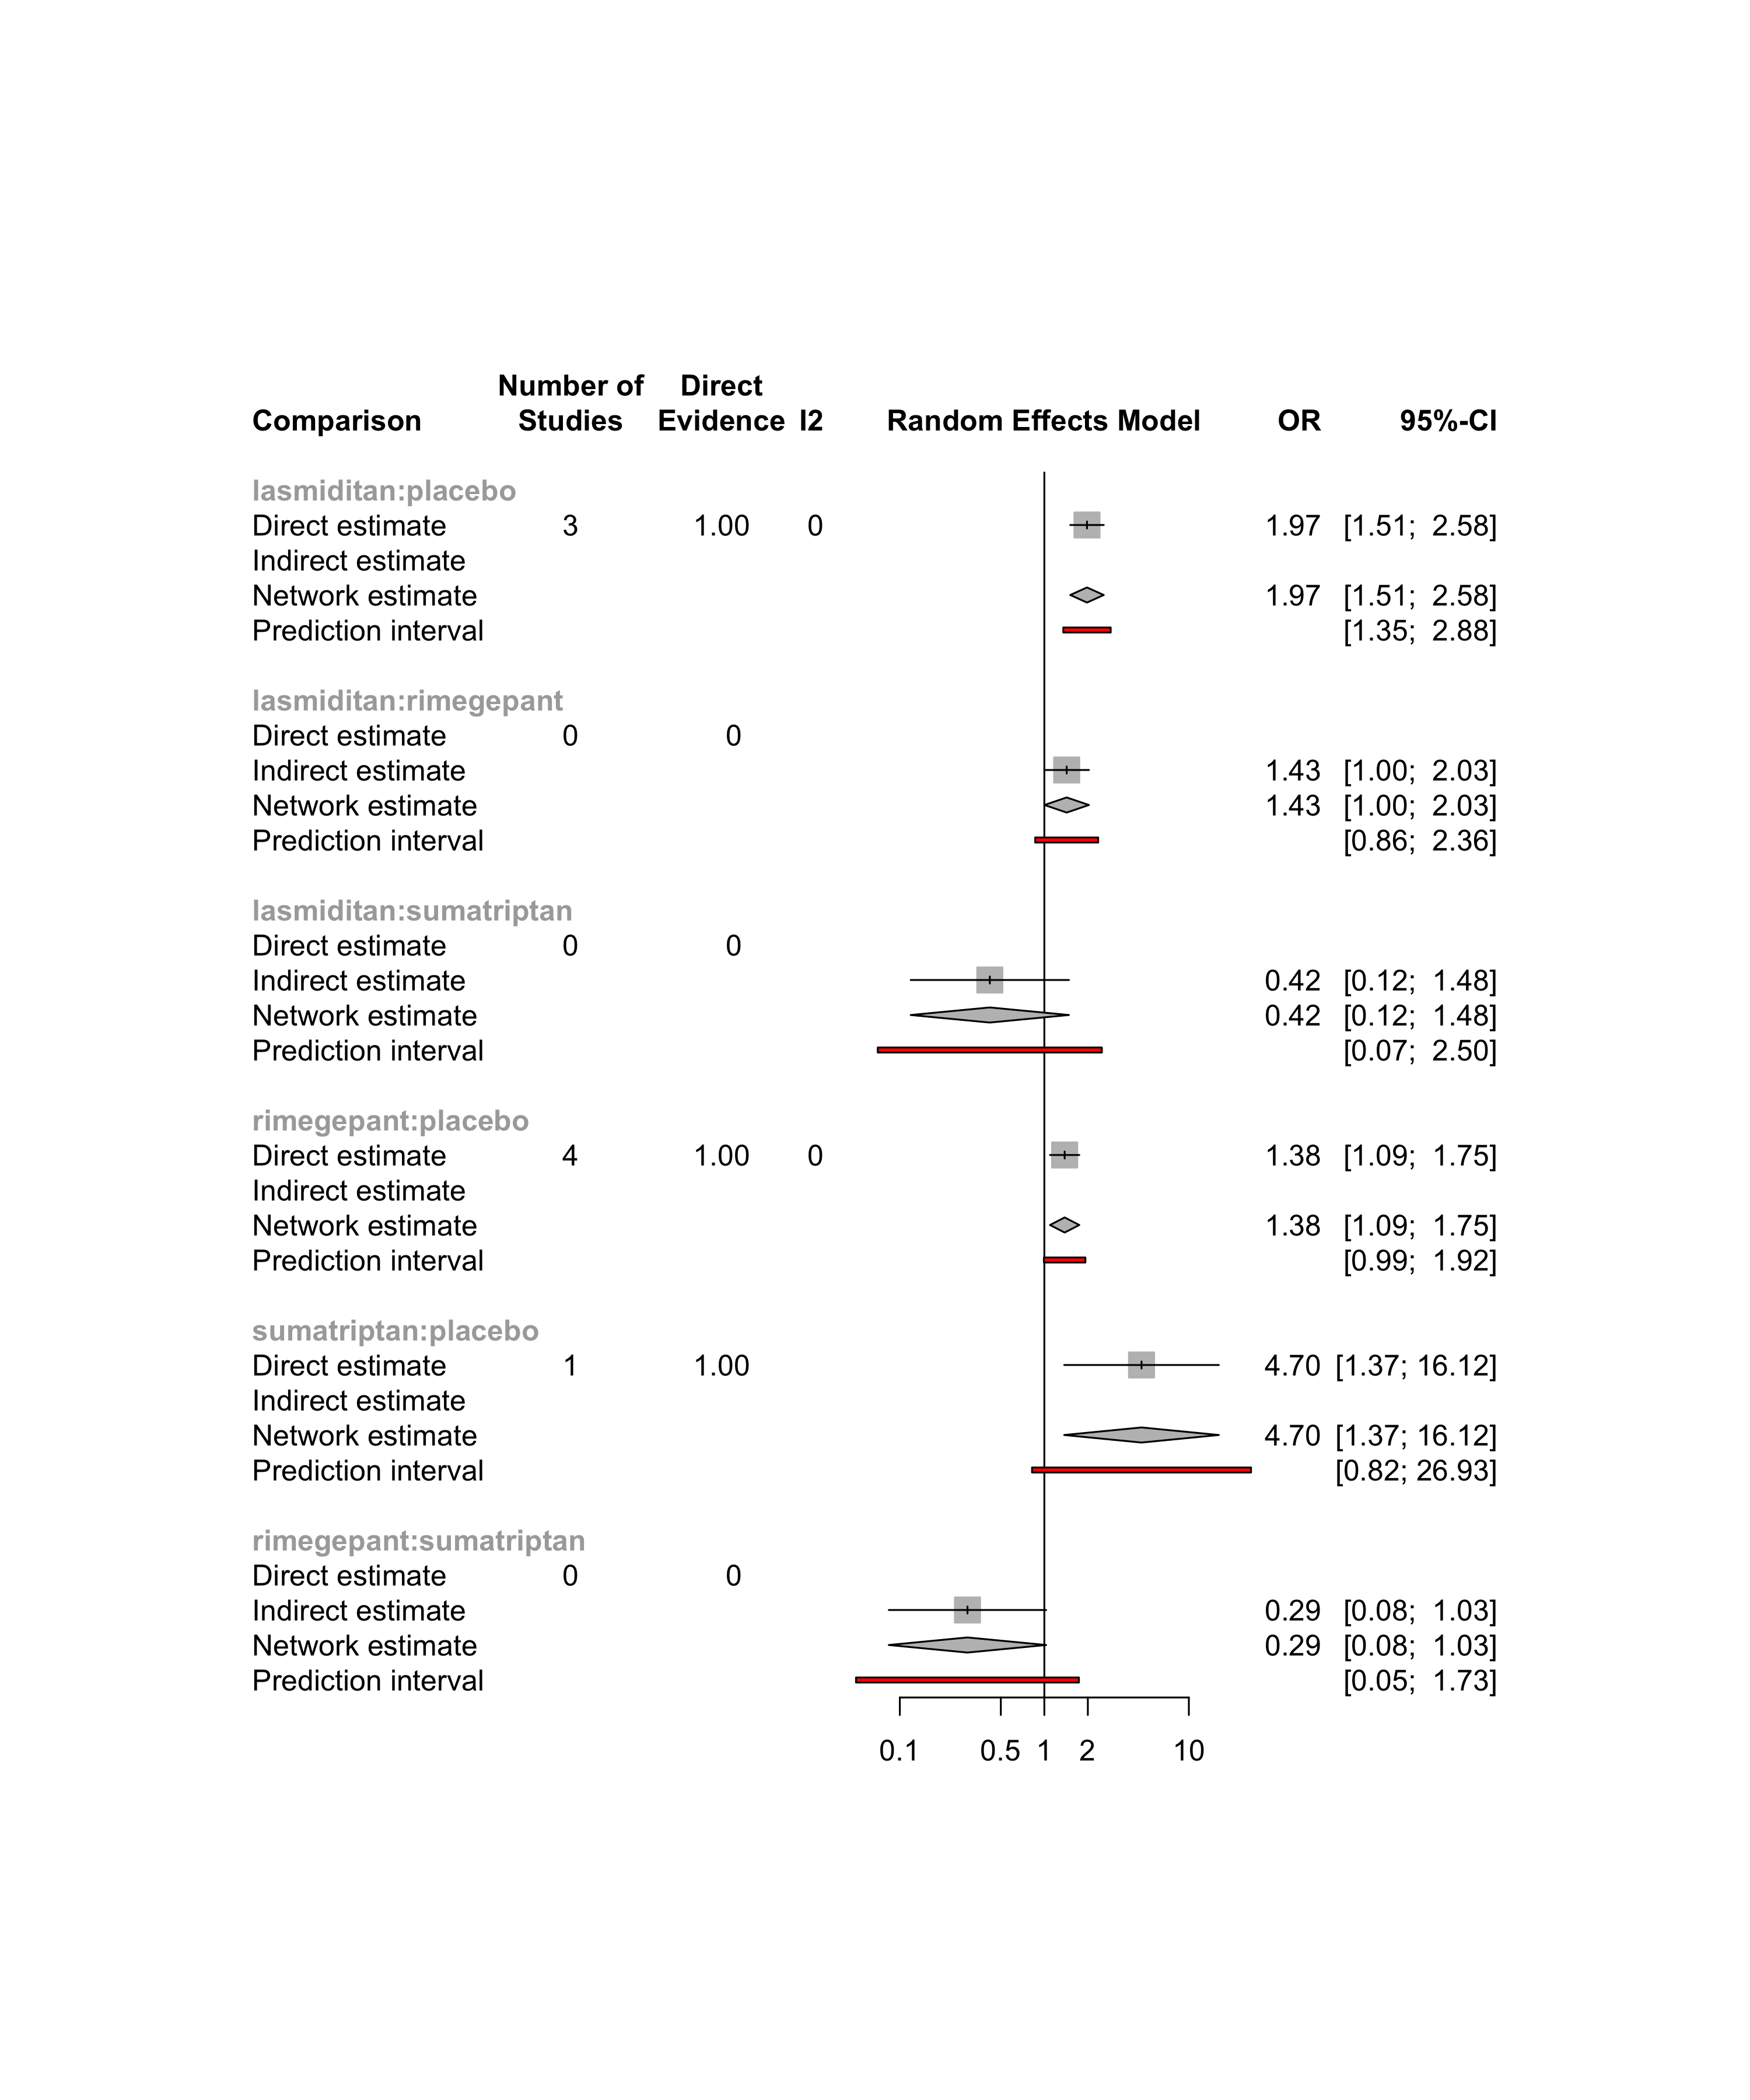 Number of Direct
Comparison Studies Evidence I2 Random Effects Model OR 95%-CI
lasmiditan:placebo
Direct estimate 3 1.00 0 1.97 [1.51; 2.58]
Indirect estimate
Network estimate 1.97 [1.51; 2.58]
Prediction interval [1.35; 2.88]
lasmiditan:rimegepant
Direct estimate 0 0
Indirect estimate 1.43 [1.00; 2.03]
Network estimate 1.43 [1.00; 2.03]
Prediction interval [0.86; 2.36]
lasmiditan:sumatriptan
Direct estimate 0 0
Indirect estimate 0.42 [0.12; 1.48]
Network estimate 0.42 [0.12; 1.48]
Prediction interval [0.07; 2.50]
rimegepant:placebo
Direct estimate 4 1.00 0 1.38 [1.09; 1.75]
Indirect estimate
Network estimate 1.38 [1.09; 1.75]
Prediction interval [0.99; 1.92]
sumatriptan:placebo
Direct estimate 1 1.00 4.70 [1.37; 16.12]
Indirect estimate
Network estimate 4.70 [1.37; 16.12]
Prediction interval [0.82; 26.93]
rimegepant:sumatriptan
Direct estimate 0 0
Indirect estimate 0.29 [0.08; 1.03]
Network estimate 0.29 [0.08; 1.03]
Prediction interval [0.05; 1.73]
0.1 0.5 1 2 10